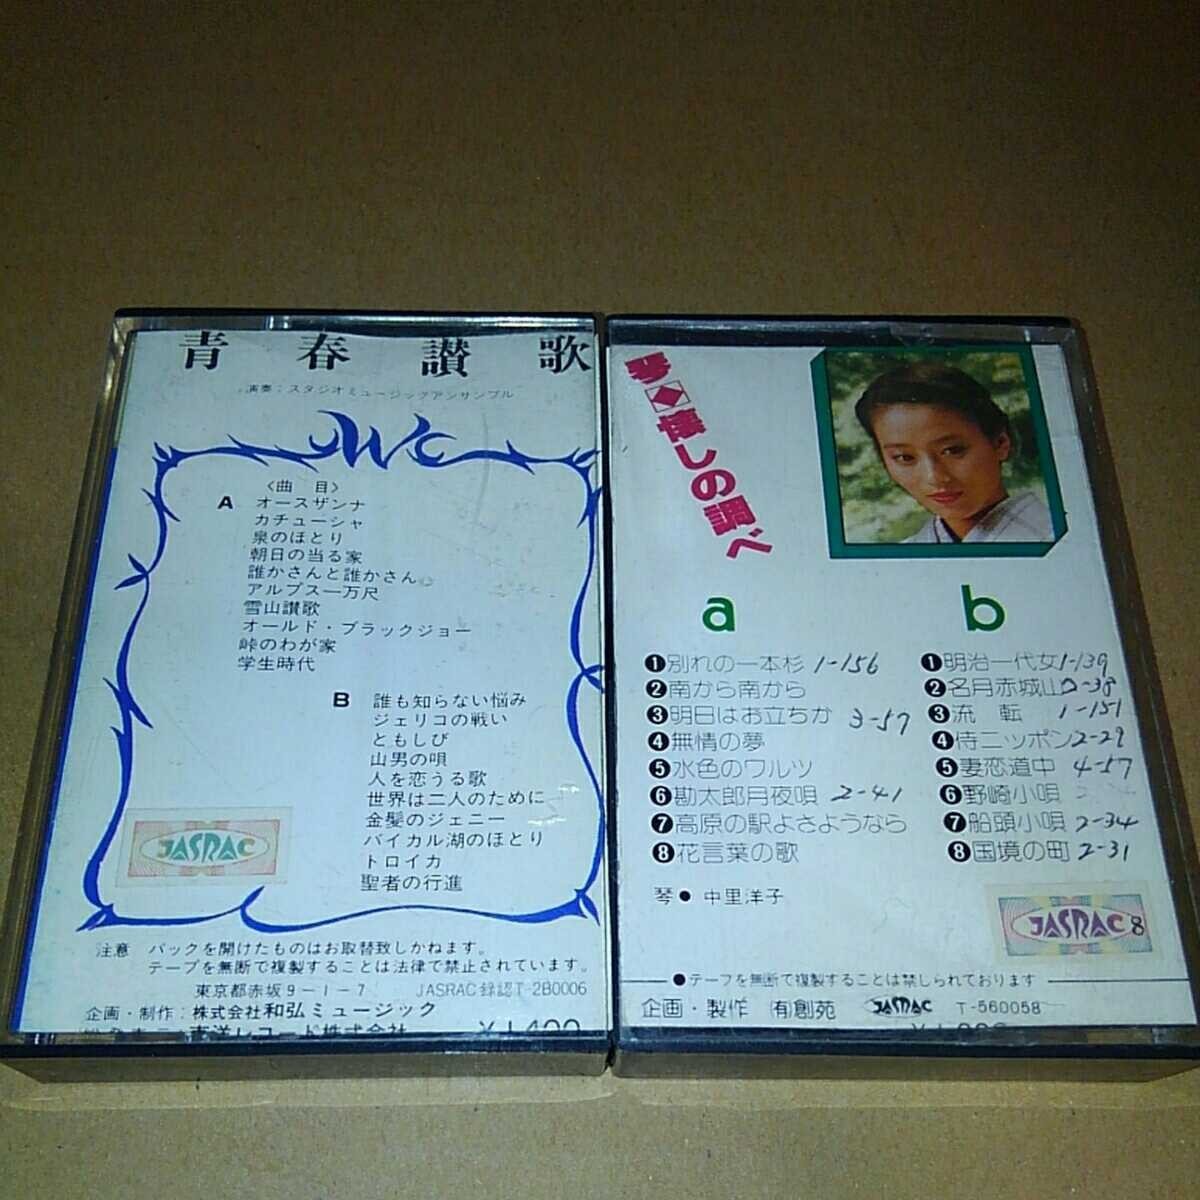 青春讃歌
演奏：スタジオミュージックアンサンブル
〈曲 目〉
A オースザンナ
カチューシャ
泉のほとり
朝日の当る家
誰かさんと誰かさん
アルプス一万尺
雪山讃歌
オールド・ブラックジョー
峠のわが家
学生時代
B 誰も知らない悩み
ジェリコの戦い
ともしび
山男の唄
人を恋うる歌
世界は二人のために
金髪のジェニー
バイカル湖のほとり
トロイカ
聖者の行進
JASRAC
注意 パックを開けたものはお取替致しかねます。
テープを無断で複製することは法律で禁止されています。
東京都赤坂9－1－7 JASRAC録認T-2B0006
企画・制作：株式会社和弘ミュージック
東洋レコード株式会社
琴◇懐しの調べ
a
❶別れの一本杉 1-156
❷南から南から
❸明日はお立ちか 3-57
❹無情の夢
❺水色のワルツ
❻勘太郎月夜唄 2-41
❼高原の駅よさようなら
❽花言葉の歌
b
❶明治一代女 1-139
❷名月赤城山 2-38
❸流 転 1-151
❹侍ニッポン 2-29
❺妻恋道中 4-57
❻野崎小唄
❼船頭小唄 2-34
❽国境の町 2-31
琴● 中里洋子
JASRAC 8
●テープを無断で複製することは禁じられております
企画・製作 ㈲創苑 JASRAC T-560058